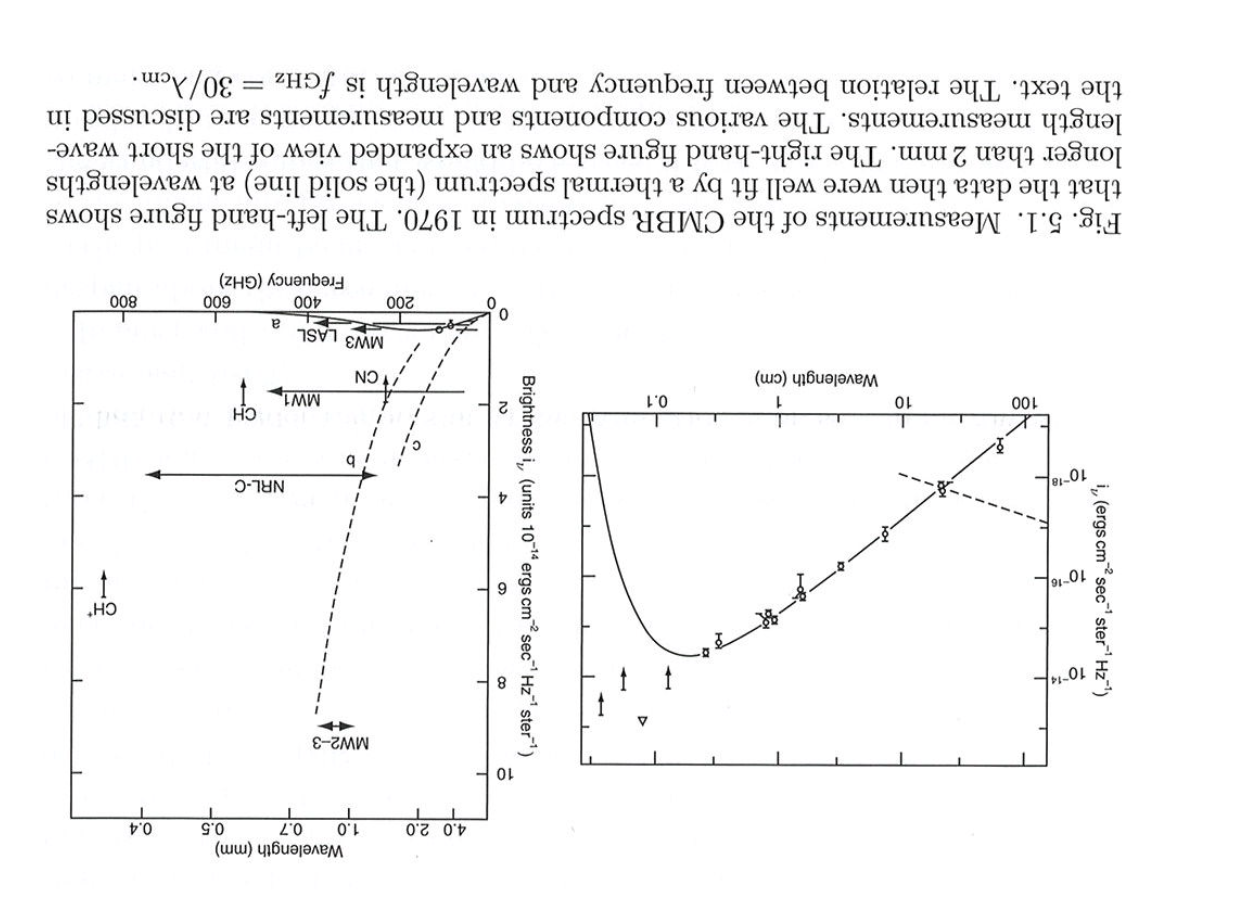 Wavelength (mm)
4.0 2.0 1.0 0.7 0.5 0.4
i_ν (ergs cm⁻² sec⁻¹ ster⁻¹ Hz⁻¹)
10⁻¹⁴
10⁻¹⁶
10⁻¹⁸
100 10 1 0.1
Wavelength (cm)
Brightness i_ν (units 10⁻¹⁴ ergs cm⁻² sec⁻¹ Hz⁻¹ ster⁻¹)
10
8
6
4
2
0
MW2–3
CH⁺
NRL-C
b
c
MW1
CH
CN
MW3
LASL
a
0 200 400 600 800
Frequency (GHz)
Fig. 5.1. Measurements of the CMBR spectrum in 1970. The left-hand figure shows
that the data then were well fit by a thermal spectrum (the solid line) at wavelengths
longer than 2 mm. The right-hand figure shows an expanded view of the short wave-
length measurements. The various components and measurements are discussed in
the text. The relation between frequency and wavelength is f_GHz = 30/λ_cm.